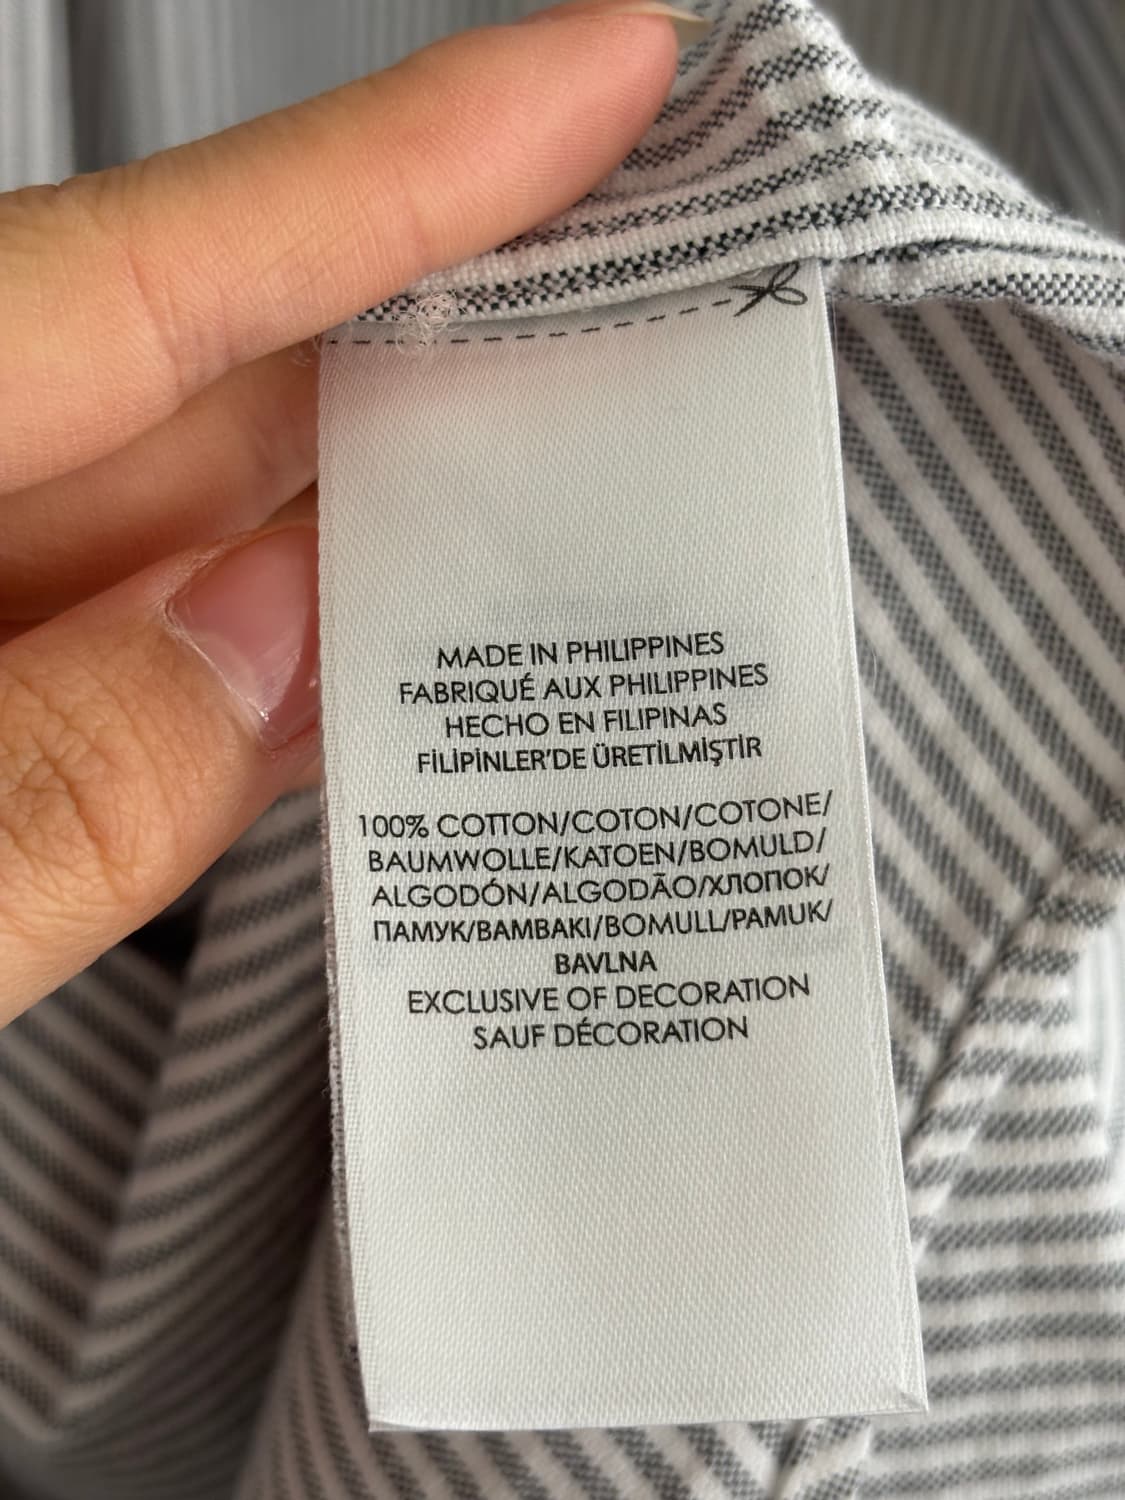 MADE IN PHILIPPINES
FABRIQUÉ AUX PHILIPPINES
HECHO EN FILIPINAS
FİLİPİNLER'DE ÜRETİLMİŞTİR
100% COTTON/COTON/COTONE/
BAUMWOLLE/KATOEN/BOMULD/
ALGODÓN/ALGODÃO/ХЛОПОК/
ПАМУК/ΒΑΜΒΑΚΙ/BOMULL/PAMUK/
BAVLNA
EXCLUSIVE OF DECORATION
SAUF DÉCORATION